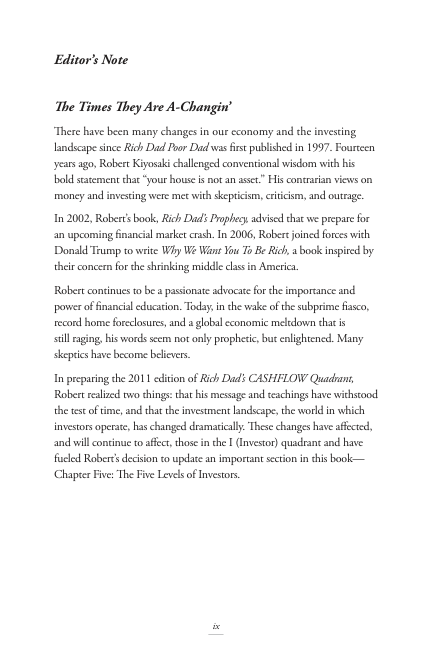 Editor's Note
The Times They Are A-Changin'
There have been many changes in our economy and the investing
landscape since Rich Dad Poor Dad was first published in 1997. Fourteen
years ago, Robert Kiyosaki challenged conventional wisdom with his
bold statement that “your house is not an asset.” His contrarian views on
money and investing were met with skepticism, criticism, and outrage.
In 2002, Robert's book, Rich Dad's Prophecy, advised that we prepare for
an upcoming financial market crash. In 2006, Robert joined forces with
Donald Trump to write Why We Want You To Be Rich, a book inspired by
their concern for the shrinking middle class in America.
Robert continues to be a passionate advocate for the importance and
power of financial education. Today, in the wake of the subprime fiasco,
record home foreclosures, and a global economic meltdown that is
still raging, his words seem not only prophetic, but enlightened. Many
skeptics have become believers.
In preparing the 2011 edition of Rich Dad's CASHFLOW Quadrant,
Robert realized two things: that his message and teachings have withstood
the test of time, and that the investment landscape, the world in which
investors operate, has changed dramatically. These changes have affected,
and will continue to affect, those in the I (Investor) quadrant and have
fueled Robert's decision to update an important section in this book—
Chapter Five: The Five Levels of Investors.
ix